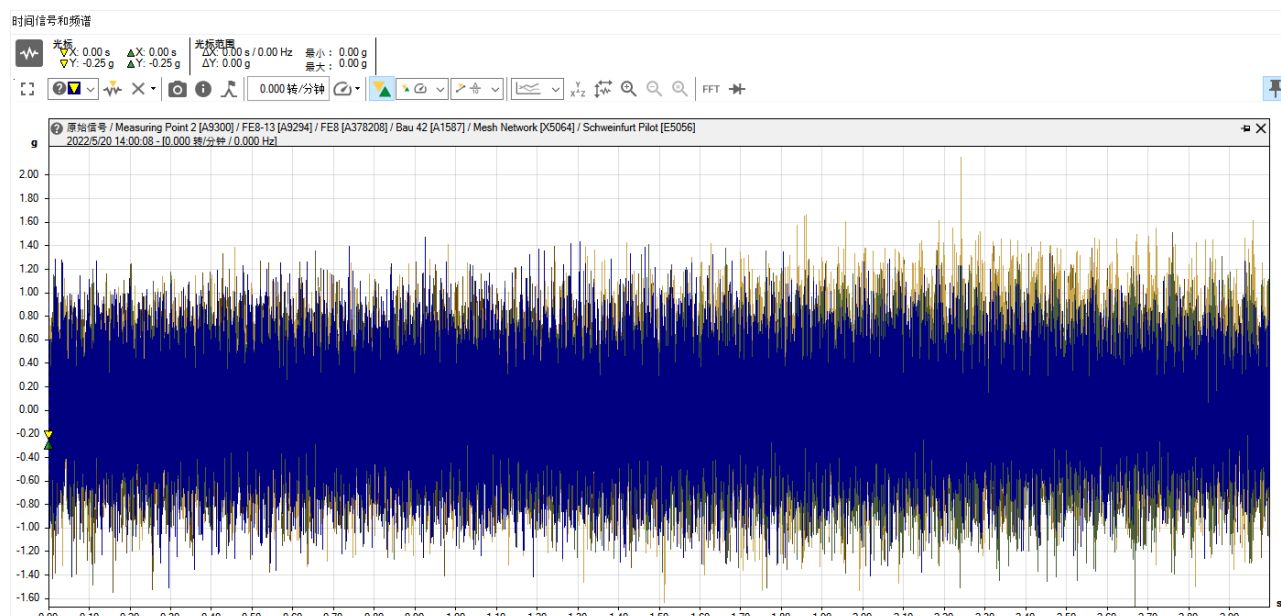 时间信号和频谱
光标 光标范围
X: 0.00 s X: 0.00 s ΔX: 0.00 s / 0.00 Hz 最小： 0.00 g
Y: -0.25 g Y: -0.25 g ΔY: 0.00 g 最大： 0.00 g
0.000 转/分钟 FFT
原始信号 / Measuring Point 2 [A9300] / FE8-13 [A9294] / FE8 [A378208] / Bau 42 [A1587] / Mesh Network [X5064] / Schweinfurt Pilot [E5056]
2022/5/20 14:00:08 - [0.000 转/分钟 / 0.000 Hz]
g
2.00
1.80
1.60
1.40
1.20
1.00
0.80
0.60
0.40
0.20
0.00
-0.20
-0.40
-0.60
-0.80
-1.00
-1.20
-1.40
-1.60